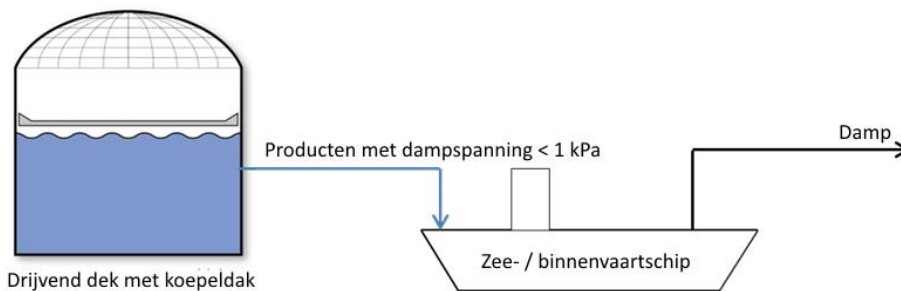 Producten met dampspanning < 1 kPa
Damp
Zee- / binnenvaartschip
Drijvend dek met koepeldak